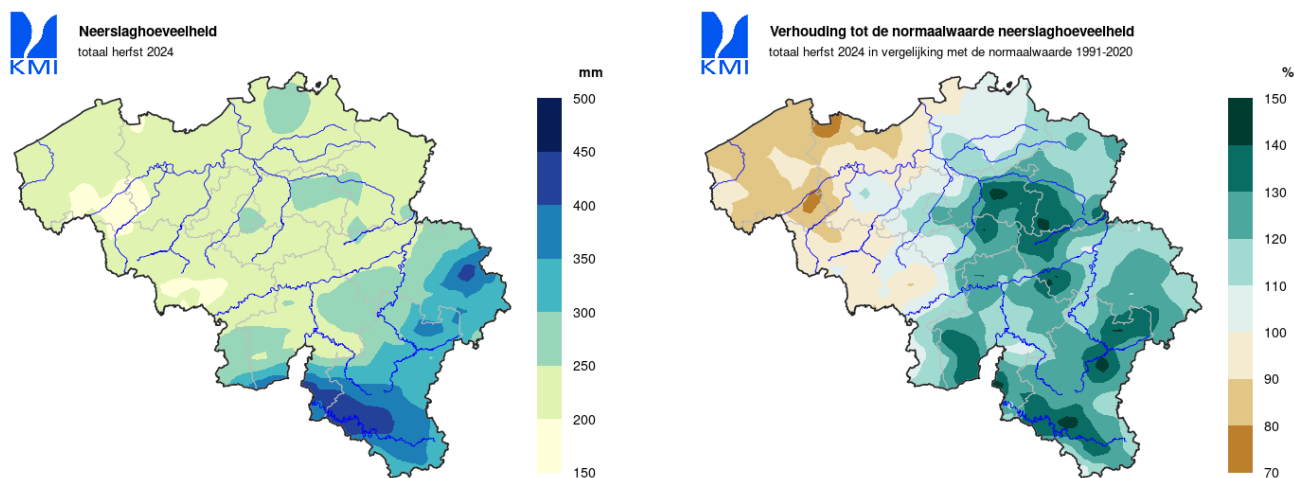 KMI
Neerslaghoeveelheid
totaal herfst 2024
mm
500
450
400
350
300
250
200
150
KMI
Verhouding tot de normaalwaarde neerslaghoeveelheid
totaal herfst 2024 in vergelijking met de normaalwaarde 1991-2020
%
150
140
130
120
110
100
90
80
70